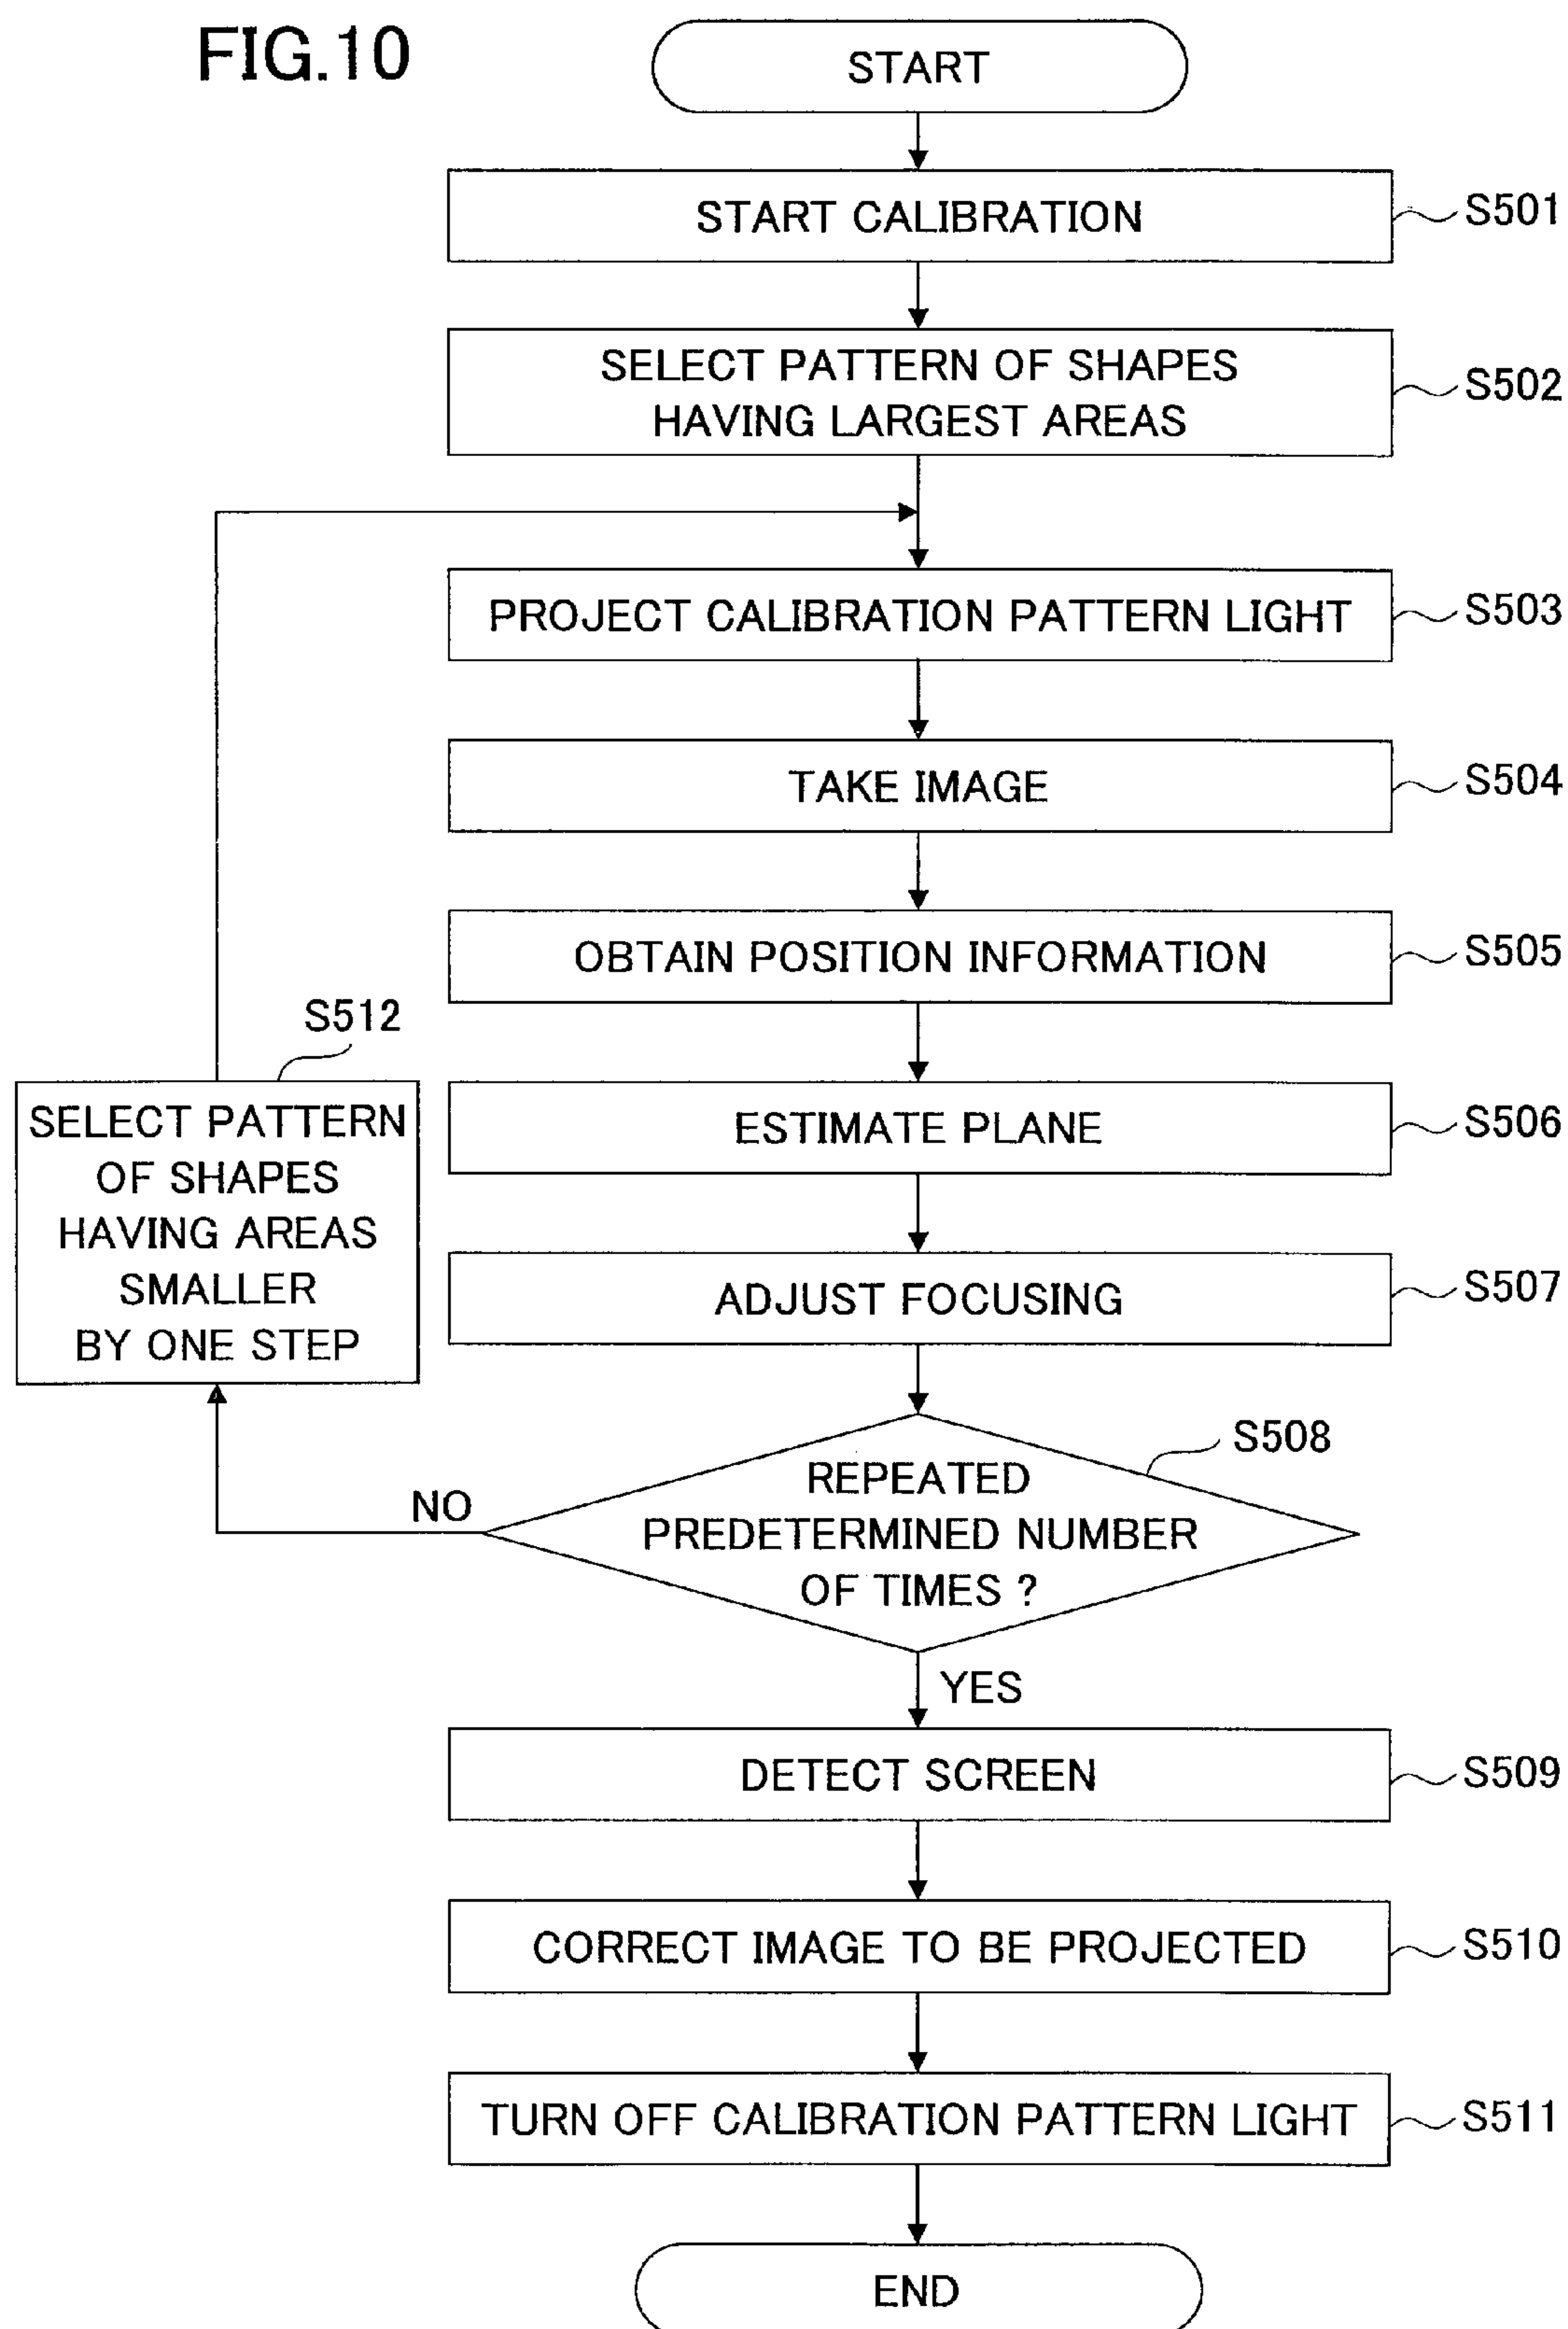 FIG.10
START
START CALIBRATION
S501
SELECT PATTERN OF SHAPES
HAVING LARGEST AREAS
S502
PROJECT CALIBRATION PATTERN LIGHT
S503
TAKE IMAGE
S504
OBTAIN POSITION INFORMATION
S505
S512
SELECT PATTERN
OF SHAPES
HAVING AREAS
SMALLER
BY ONE STEP
ESTIMATE PLANE
S506
ADJUST FOCUSING
S507
S508
REPEATED
PREDETERMINED NUMBER
OF TIMES ?
NO
YES
DETECT SCREEN
S509
CORRECT IMAGE TO BE PROJECTED
S510
TURN OFF CALIBRATION PATTERN LIGHT
S511
END